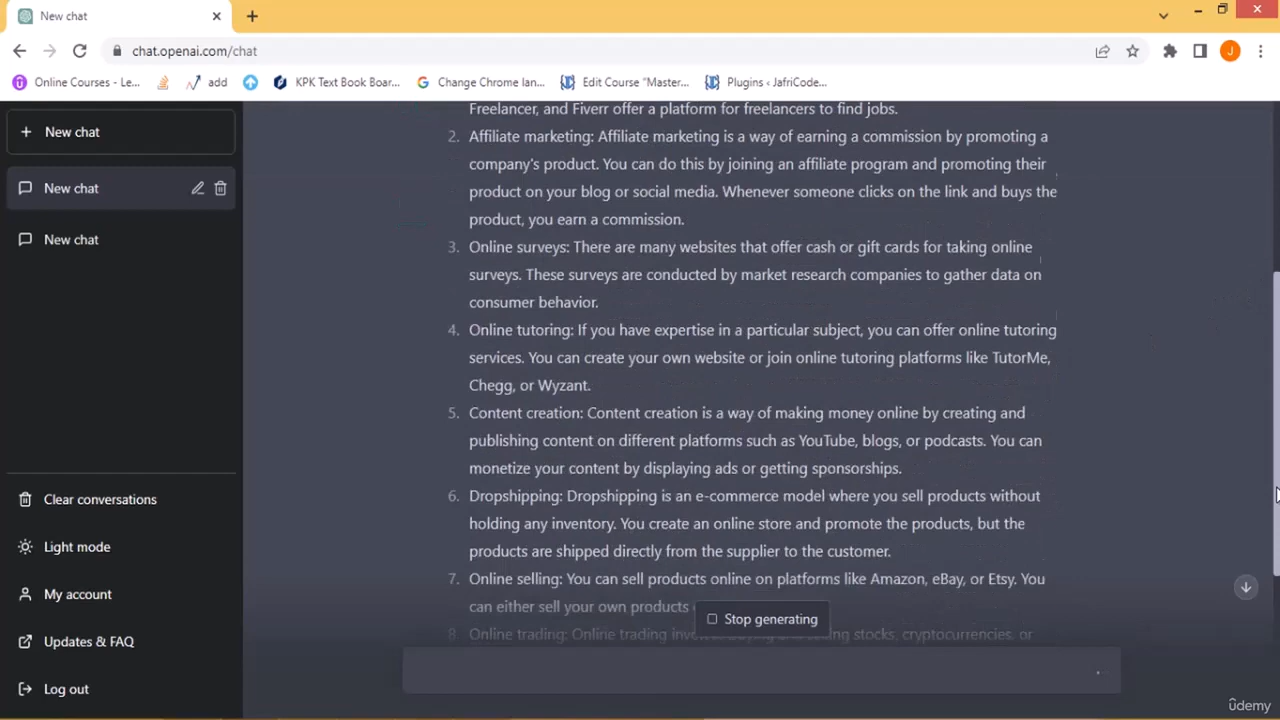 New chat
chat.openai.com/chat
J
Online Courses - Le...
add
KPK Text Book Boar...
Change Chrome lan...
Edit Course “Master...
Plugins ‹ JafriCode...
New chat
New chat
New chat
Clear conversations
Light mode
My account
Updates & FAQ
Log out
Freelancer, and Fiverr offer a platform for freelancers to find jobs.
2. Affiliate marketing: Affiliate marketing is a way of earning a commission by promoting a
company's product. You can do this by joining an affiliate program and promoting their
product on your blog or social media. Whenever someone clicks on the link and buys the
product, you earn a commission.
3. Online surveys: There are many websites that offer cash or gift cards for taking online
surveys. These surveys are conducted by market research companies to gather data on
consumer behavior.
4. Online tutoring: If you have expertise in a particular subject, you can offer online tutoring
services. You can create your own website or join online tutoring platforms like TutorMe,
Chegg, or Wyzant.
5. Content creation: Content creation is a way of making money online by creating and
publishing content on different platforms such as YouTube, blogs, or podcasts. You can
monetize your content by displaying ads or getting sponsorships.
6. Dropshipping: Dropshipping is an e-commerce model where you sell products without
holding any inventory. You create an online store and promote the products, but the
products are shipped directly from the supplier to the customer.
7. Online selling: You can sell products online on platforms like Amazon, eBay, or Etsy. You
can either sell your own products
Stop generating
8 Online trading: Online trading stocks, cryptocurrencies, or
ûdemy